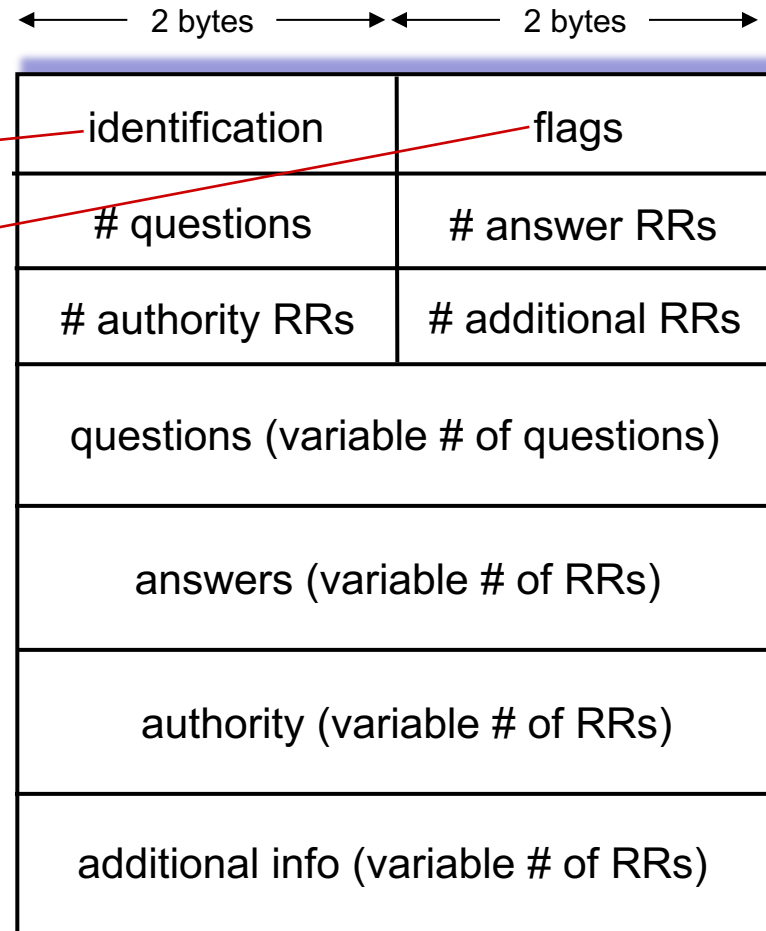 2 bytes 2 bytes
identification flags
# questions # answer RRs
# authority RRs # additional RRs
questions (variable # of questions)
answers (variable # of RRs)
authority (variable # of RRs)
additional info (variable # of RRs)